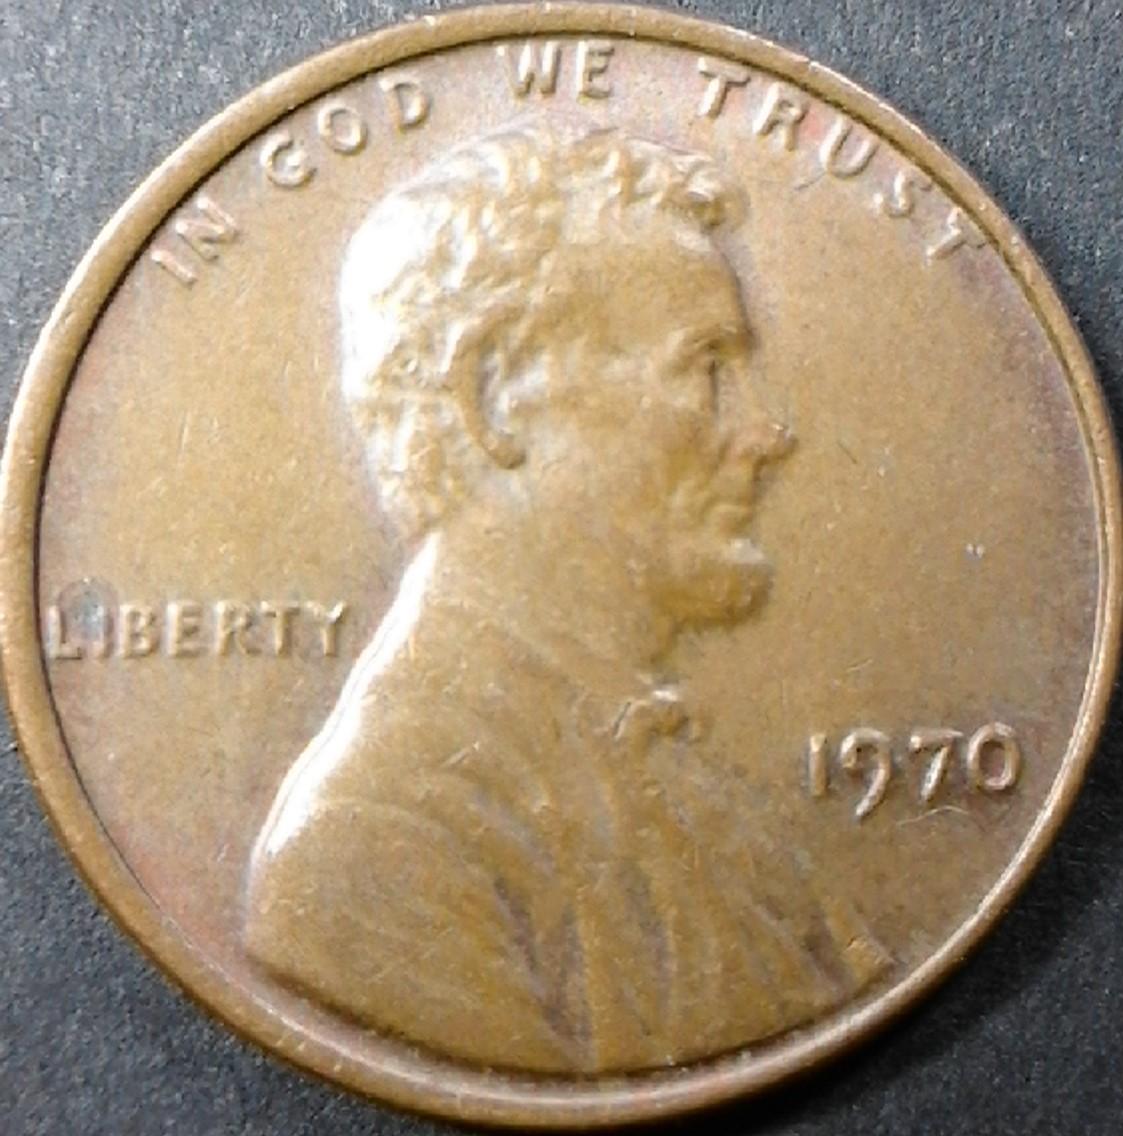 IN GOD WE TRUST
LIBERTY
1970